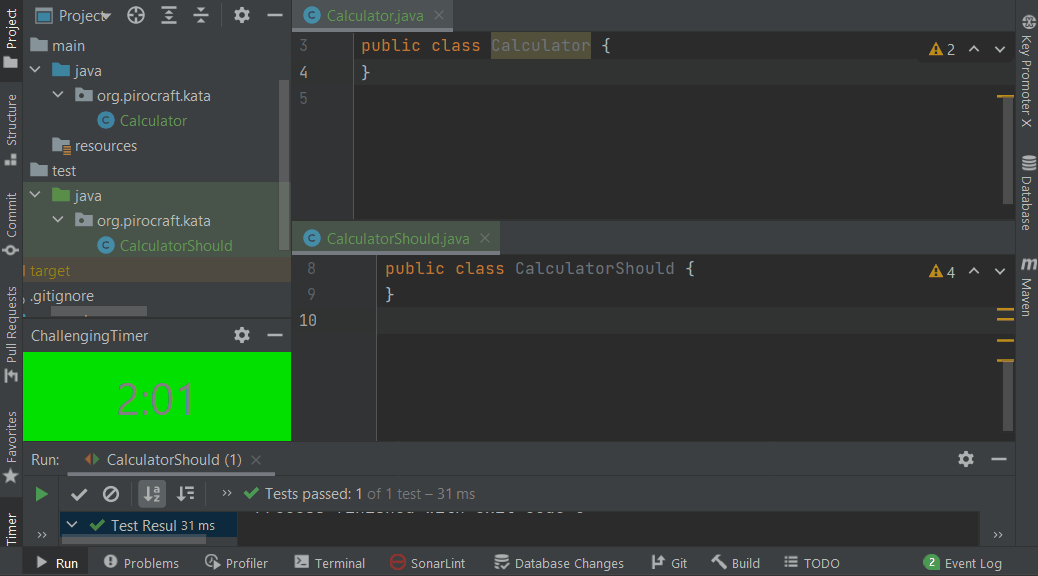 Project
Structure
Commit
Pull Requests
Favorites
Timer
Project
main
java
org.pirocraft.kata
Calculator
resources
test
java
org.pirocraft.kata
CalculatorShould
target
.gitignore
ChallengingTimer
2:01
Calculator.java
3 public class Calculator {
4 }
5
2
CalculatorShould.java
8 public class CalculatorShould {
9 }
10
4
Key Promoter X
Database
Maven
Run: CalculatorShould (1)
Tests passed: 1 of 1 test – 31 ms
Test Resul 31 ms
Run Problems Profiler Terminal SonarLint Database Changes Git Build TODO 2 Event Log